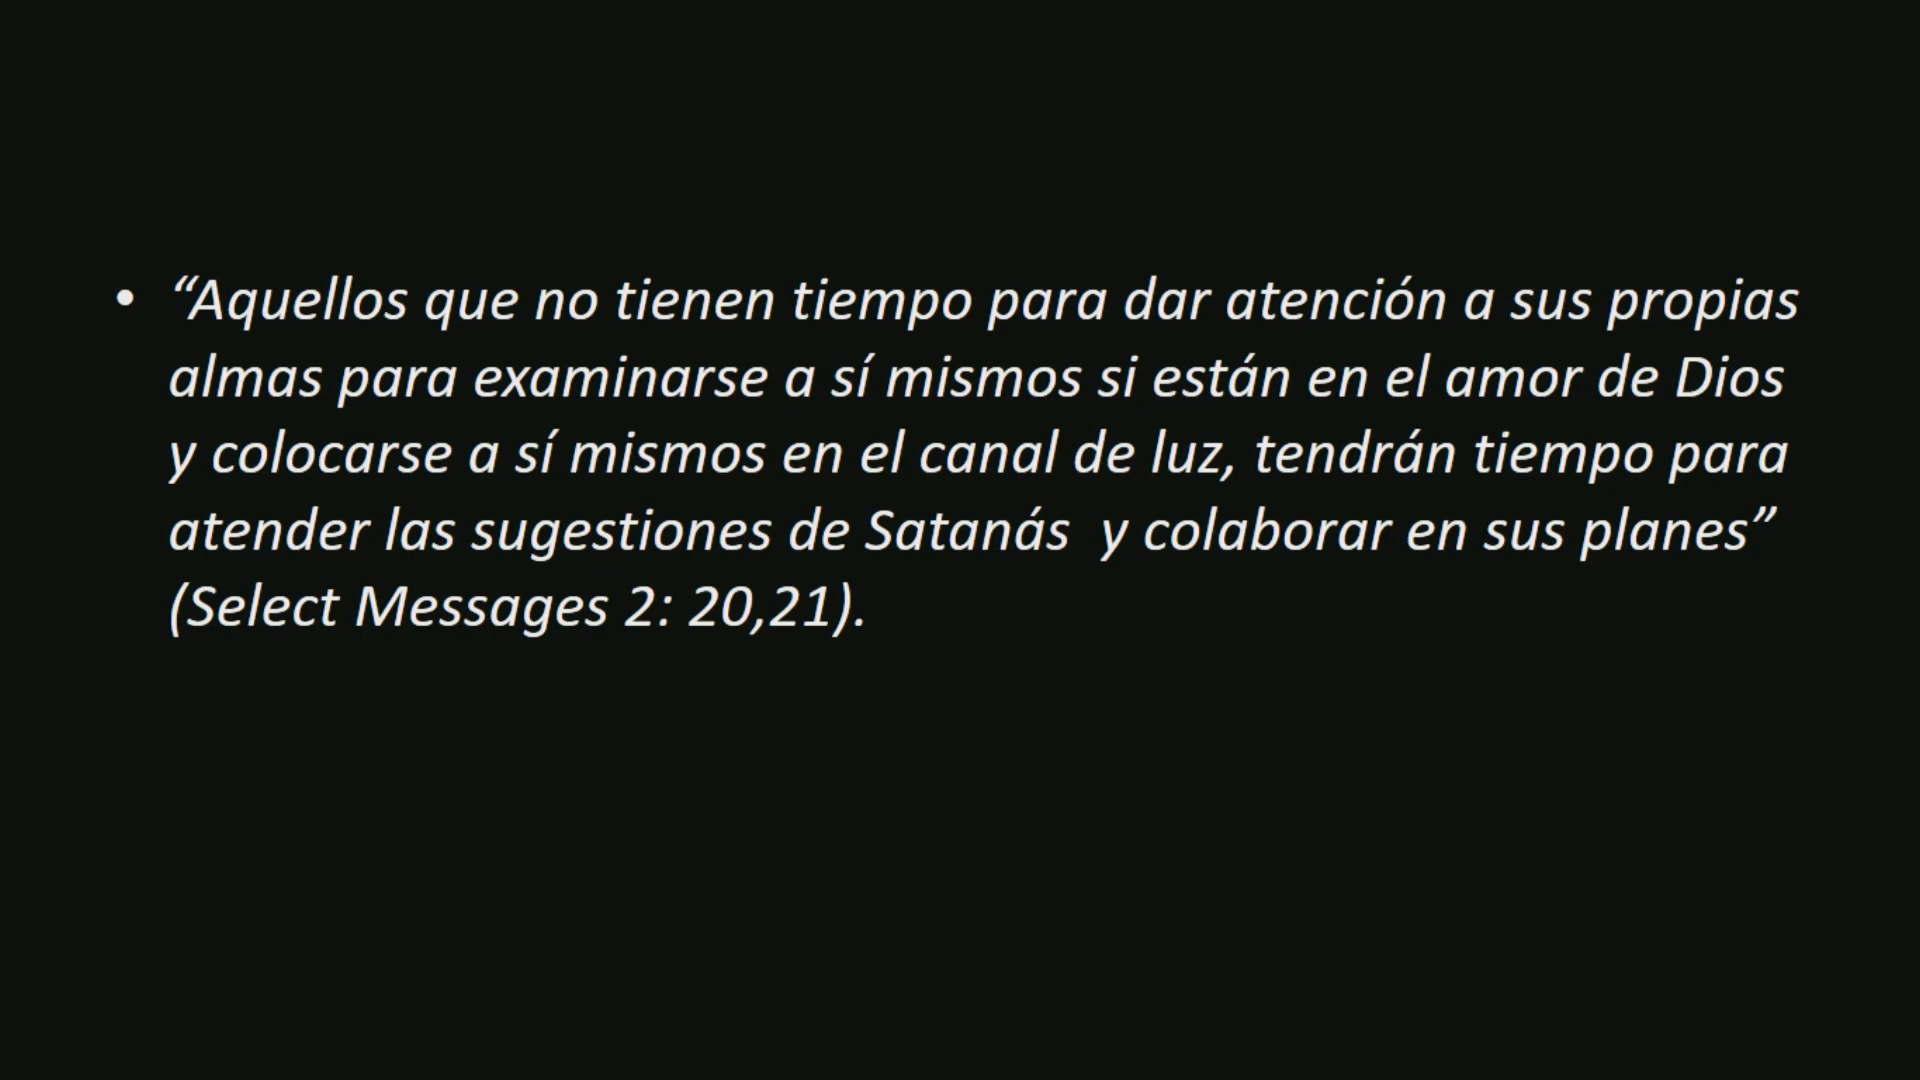 • “Aquellos que no tienen tiempo para dar atención a sus propias
almas para examinarse a sí mismos si están en el amor de Dios
y colocarse a sí mismos en el canal de luz, tendrán tiempo para
atender las sugestiones de Satanás  y colaborar en sus planes”
(Select Messages 2: 20,21).